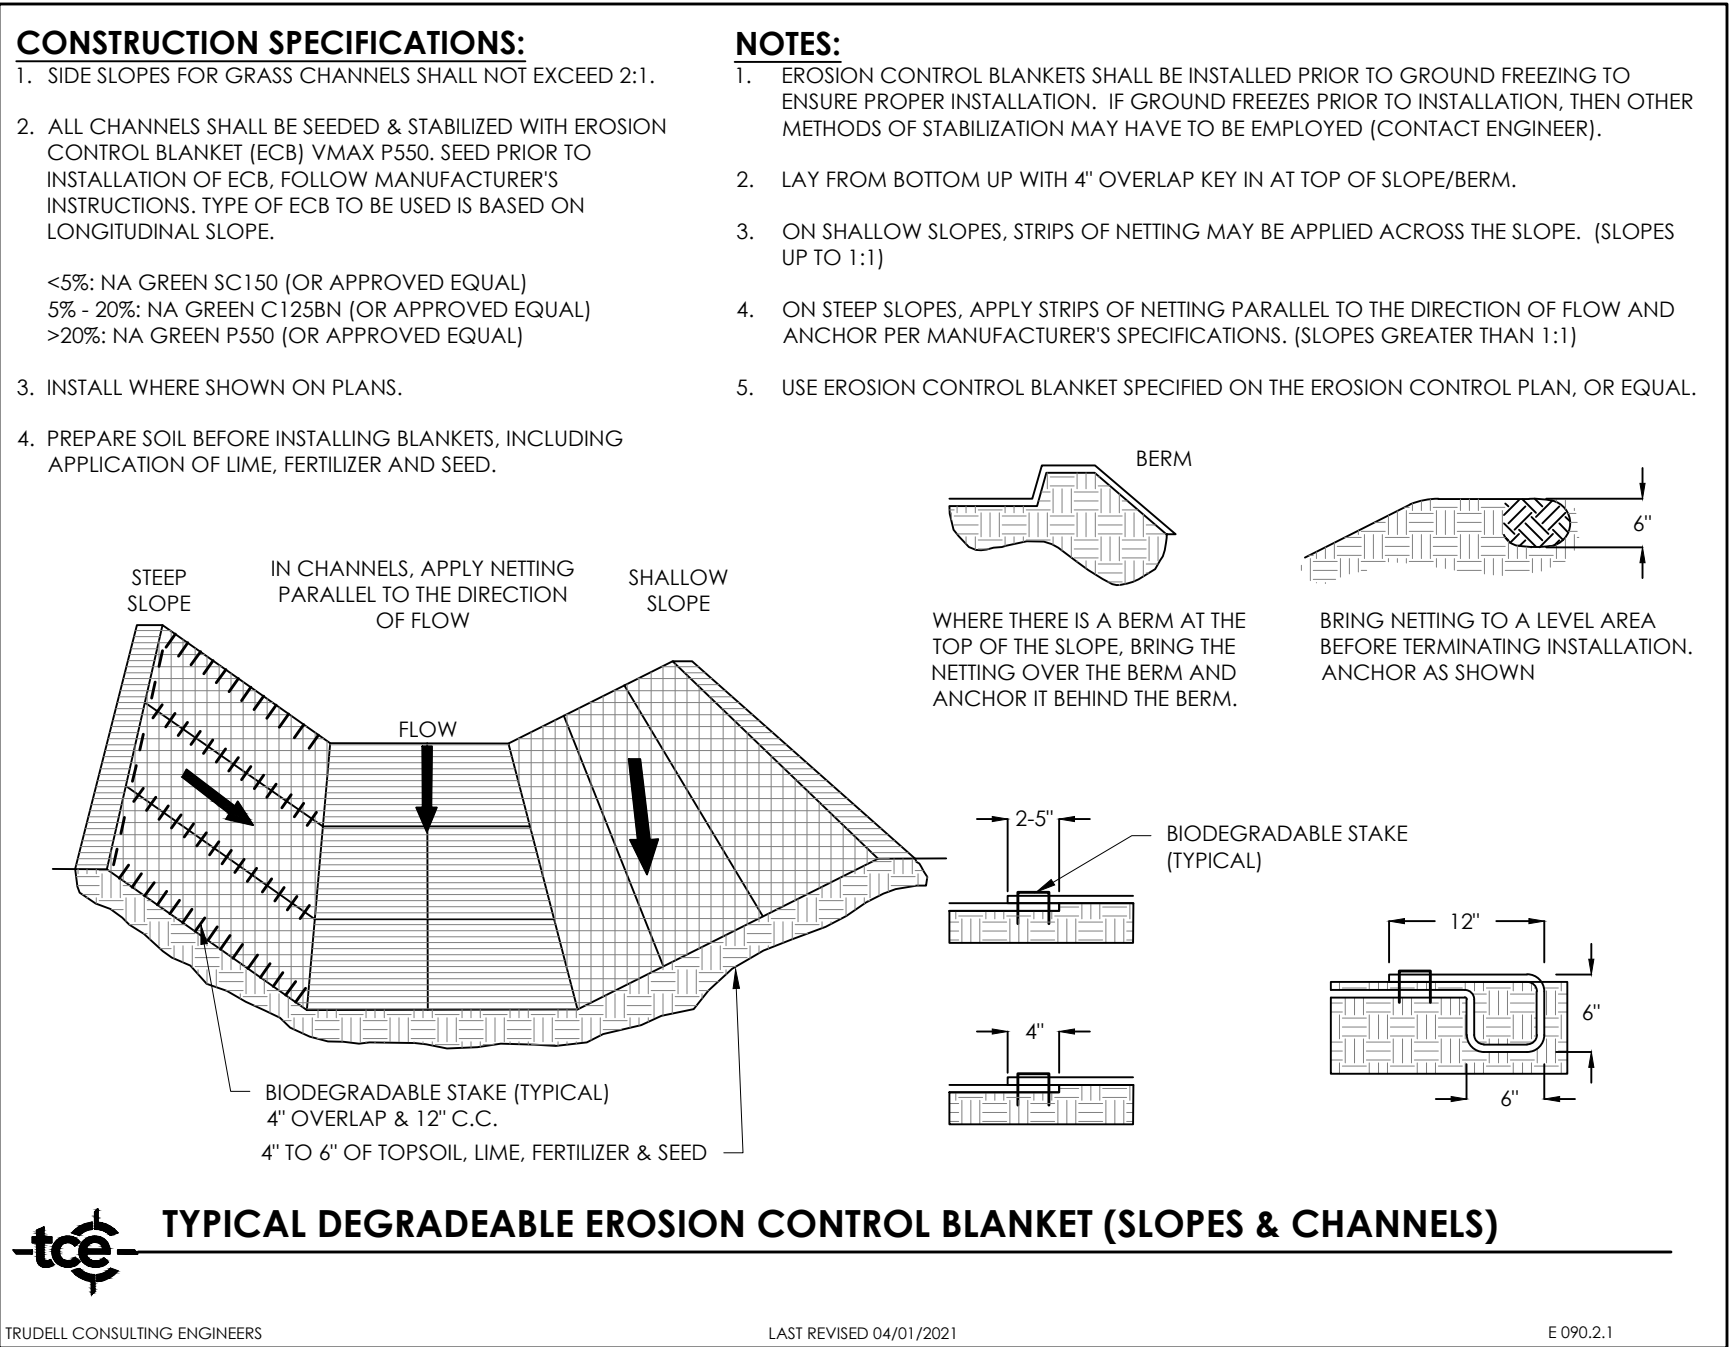 CONSTRUCTION SPECIFICATIONS:
1. SIDE SLOPES FOR GRASS CHANNELS SHALL NOT EXCEED 2:1.
2. ALL CHANNELS SHALL BE SEEDED & STABILIZED WITH EROSION
CONTROL BLANKET (ECB) VMAX P550. SEED PRIOR TO
INSTALLATION OF ECB, FOLLOW MANUFACTURER'S
INSTRUCTIONS. TYPE OF ECB TO BE USED IS BASED ON
LONGITUDINAL SLOPE.
<5%: NA GREEN SC150 (OR APPROVED EQUAL)
5% - 20%: NA GREEN C125BN (OR APPROVED EQUAL)
>20%: NA GREEN P550 (OR APPROVED EQUAL)
3. INSTALL WHERE SHOWN ON PLANS.
4. PREPARE SOIL BEFORE INSTALLING BLANKETS, INCLUDING
APPLICATION OF LIME, FERTILIZER AND SEED.
NOTES:
1. EROSION CONTROL BLANKETS SHALL BE INSTALLED PRIOR TO GROUND FREEZING TO
ENSURE PROPER INSTALLATION. IF GROUND FREEZES PRIOR TO INSTALLATION, THEN OTHER
METHODS OF STABILIZATION MAY HAVE TO BE EMPLOYED (CONTACT ENGINEER).
2. LAY FROM BOTTOM UP WITH 4" OVERLAP KEY IN AT TOP OF SLOPE/BERM.
3. ON SHALLOW SLOPES, STRIPS OF NETTING MAY BE APPLIED ACROSS THE SLOPE. (SLOPES
UP TO 1:1)
4. ON STEEP SLOPES, APPLY STRIPS OF NETTING PARALLEL TO THE DIRECTION OF FLOW AND
ANCHOR PER MANUFACTURER'S SPECIFICATIONS. (SLOPES GREATER THAN 1:1)
5. USE EROSION CONTROL BLANKET SPECIFIED ON THE EROSION CONTROL PLAN, OR EQUAL.
BERM
6"
WHERE THERE IS A BERM AT THE
TOP OF THE SLOPE, BRING THE
NETTING OVER THE BERM AND
ANCHOR IT BEHIND THE BERM.
BRING NETTING TO A LEVEL AREA
BEFORE TERMINATING INSTALLATION.
ANCHOR AS SHOWN
STEEP
SLOPE
IN CHANNELS, APPLY NETTING
PARALLEL TO THE DIRECTION
OF FLOW
SHALLOW
SLOPE
FLOW
2-5"
BIODEGRADABLE STAKE
(TYPICAL)
12"
6"
6"
4"
BIODEGRADABLE STAKE (TYPICAL)
4" OVERLAP & 12" C.C.
4" TO 6" OF TOPSOIL, LIME, FERTILIZER & SEED
tce
TYPICAL DEGRADEABLE EROSION CONTROL BLANKET (SLOPES & CHANNELS)
TRUDELL CONSULTING ENGINEERS
LAST REVISED 04/01/2021
E 090.2.1